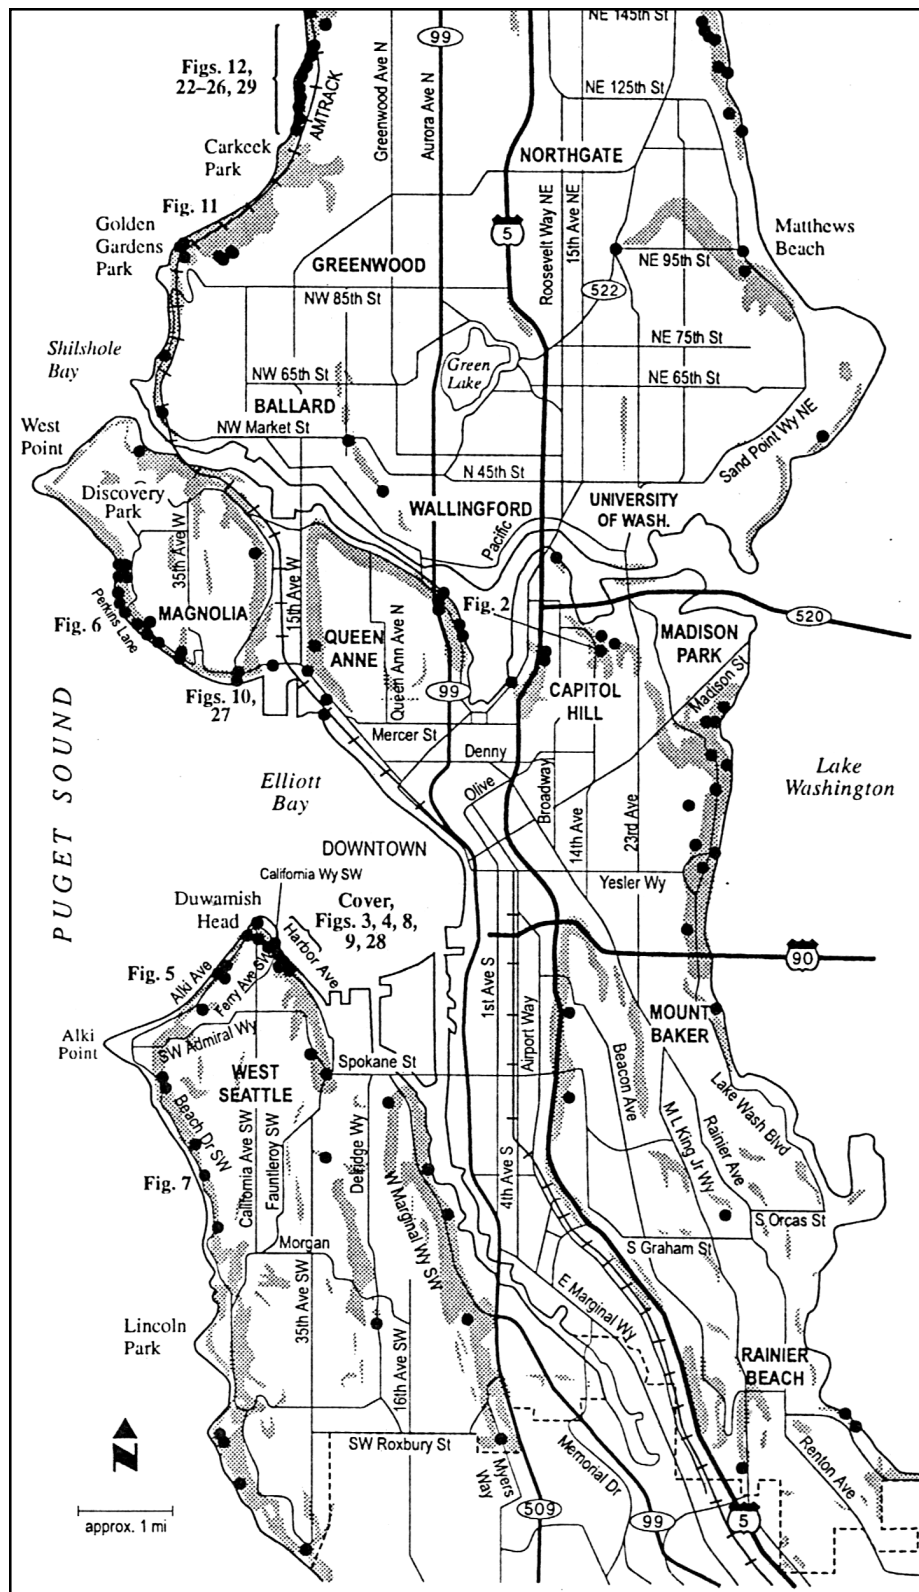 NE 145th St
99
Figs. 12,
22–26, 29
AMTRACK
Greenwood Ave N
Aurora Ave N
NE 125th St
Carkeek
Park
NORTHGATE
Roosevelt Way NE
15th Ave NE
Fig. 11
5
Matthews
Beach
Golden
Gardens
Park
GREENWOOD
NE 95th St
522
NW 85th St
Shilshole
Bay
NE 75th St
Green
Lake
NW 65th St
NE 65th St
BALLARD
NW Market St
West
Point
Sand Point Wy NE
N 45th St
Discovery
Park
WALLINGFORD
UNIVERSITY
OF WASH.
Pacific
35th Ave W
15th Ave W
Perkins Lane
MAGNOLIA
Fig. 6
Fig. 2
520
QUEEN
ANNE
Queen Ann Ave N
MADISON
PARK
Madison St
Figs. 10,
27
99
CAPITOL
HILL
PUGET SOUND
Mercer St
Denny
Elliott
Bay
Olive
Broadway
14th Ave
23rd Ave
Lake
Washington
DOWNTOWN
California Wy SW
Yesler Wy
Duwamish
Head
Cover,
Figs. 3, 4, 8,
9, 28
Harbor Ave
Alki Ave
Ferry Ave SW
Fig. 5
90
1st Ave S
Airport Way
MOUNT
BAKER
Alki
Point
SW Admiral Wy
WEST
SEATTLE
Spokane St
Beacon Ave
Lake Wash Blvd
Beach Dr SW
California Ave SW
Fauntleroy SW
Delridge Wy
W Marginal Wy SW
M L King Jr Wy
Rainier Ave
Fig. 7
4th Ave S
S Orcas St
Morgan
S Graham St
35th Ave SW
E Marginal Wy
Lincoln
Park
16th Ave SW
RAINIER
BEACH
SW Roxbury St
Myers
Way
Memorial Dr
Renton Ave
N
approx. 1 mi
509
99
5